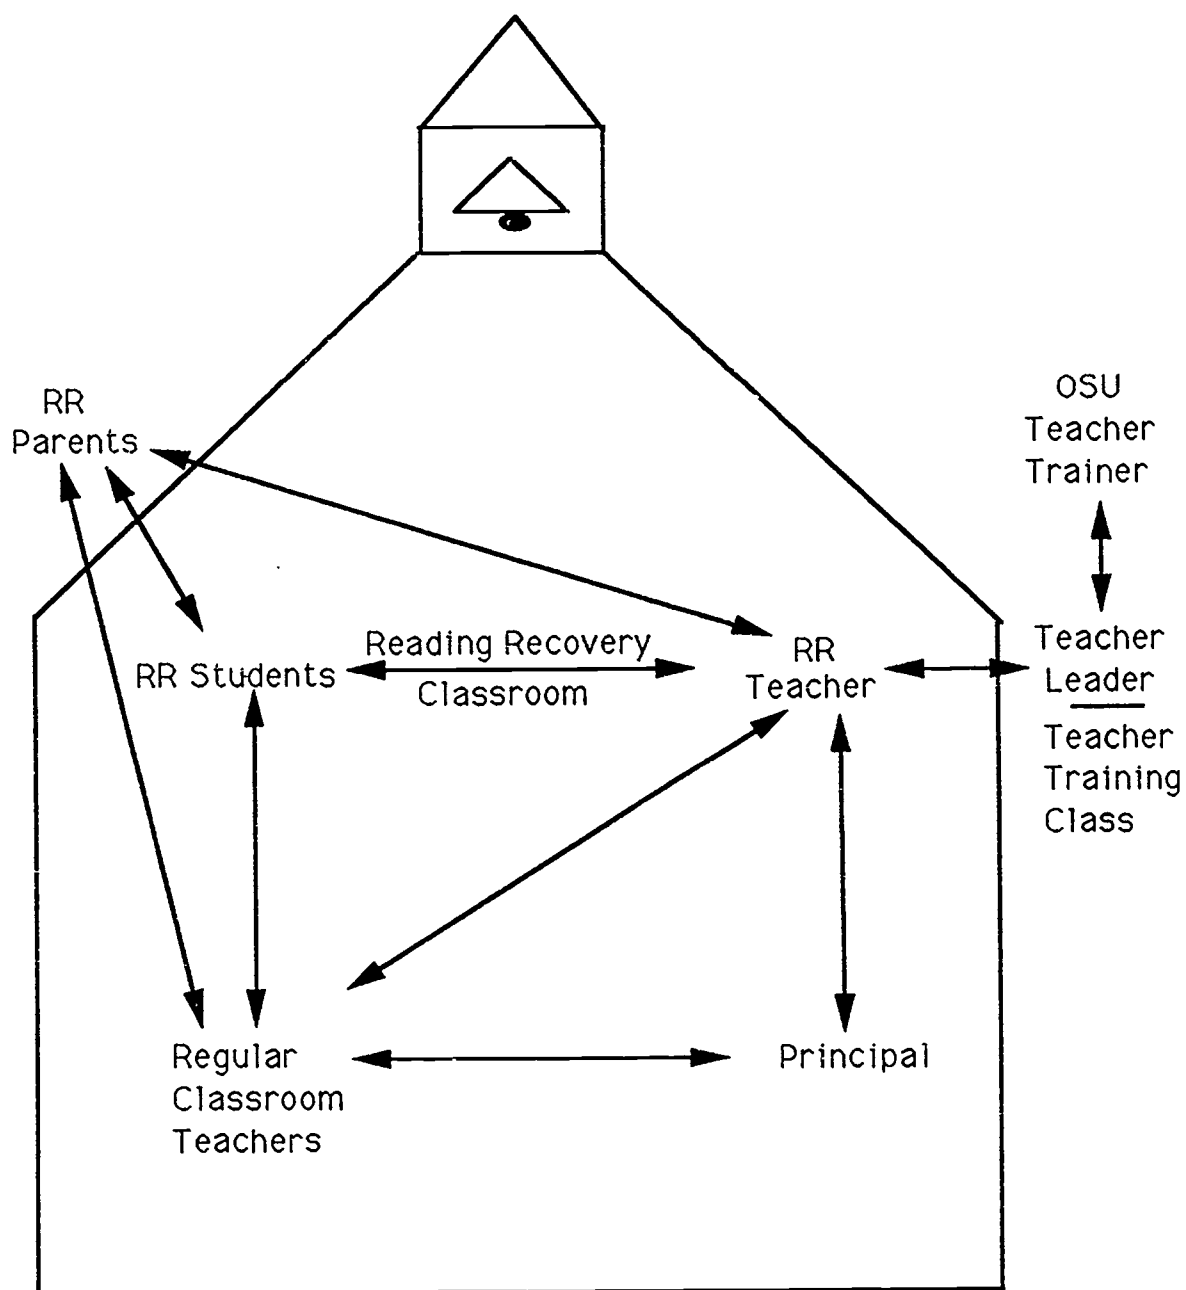 RR
Parents
OSU
Teacher
Trainer
RR Students
Reading Recovery
Classroom
RR
Teacher
Teacher
Leader
Teacher
Training
Class
Regular
Classroom
Teachers
Principal